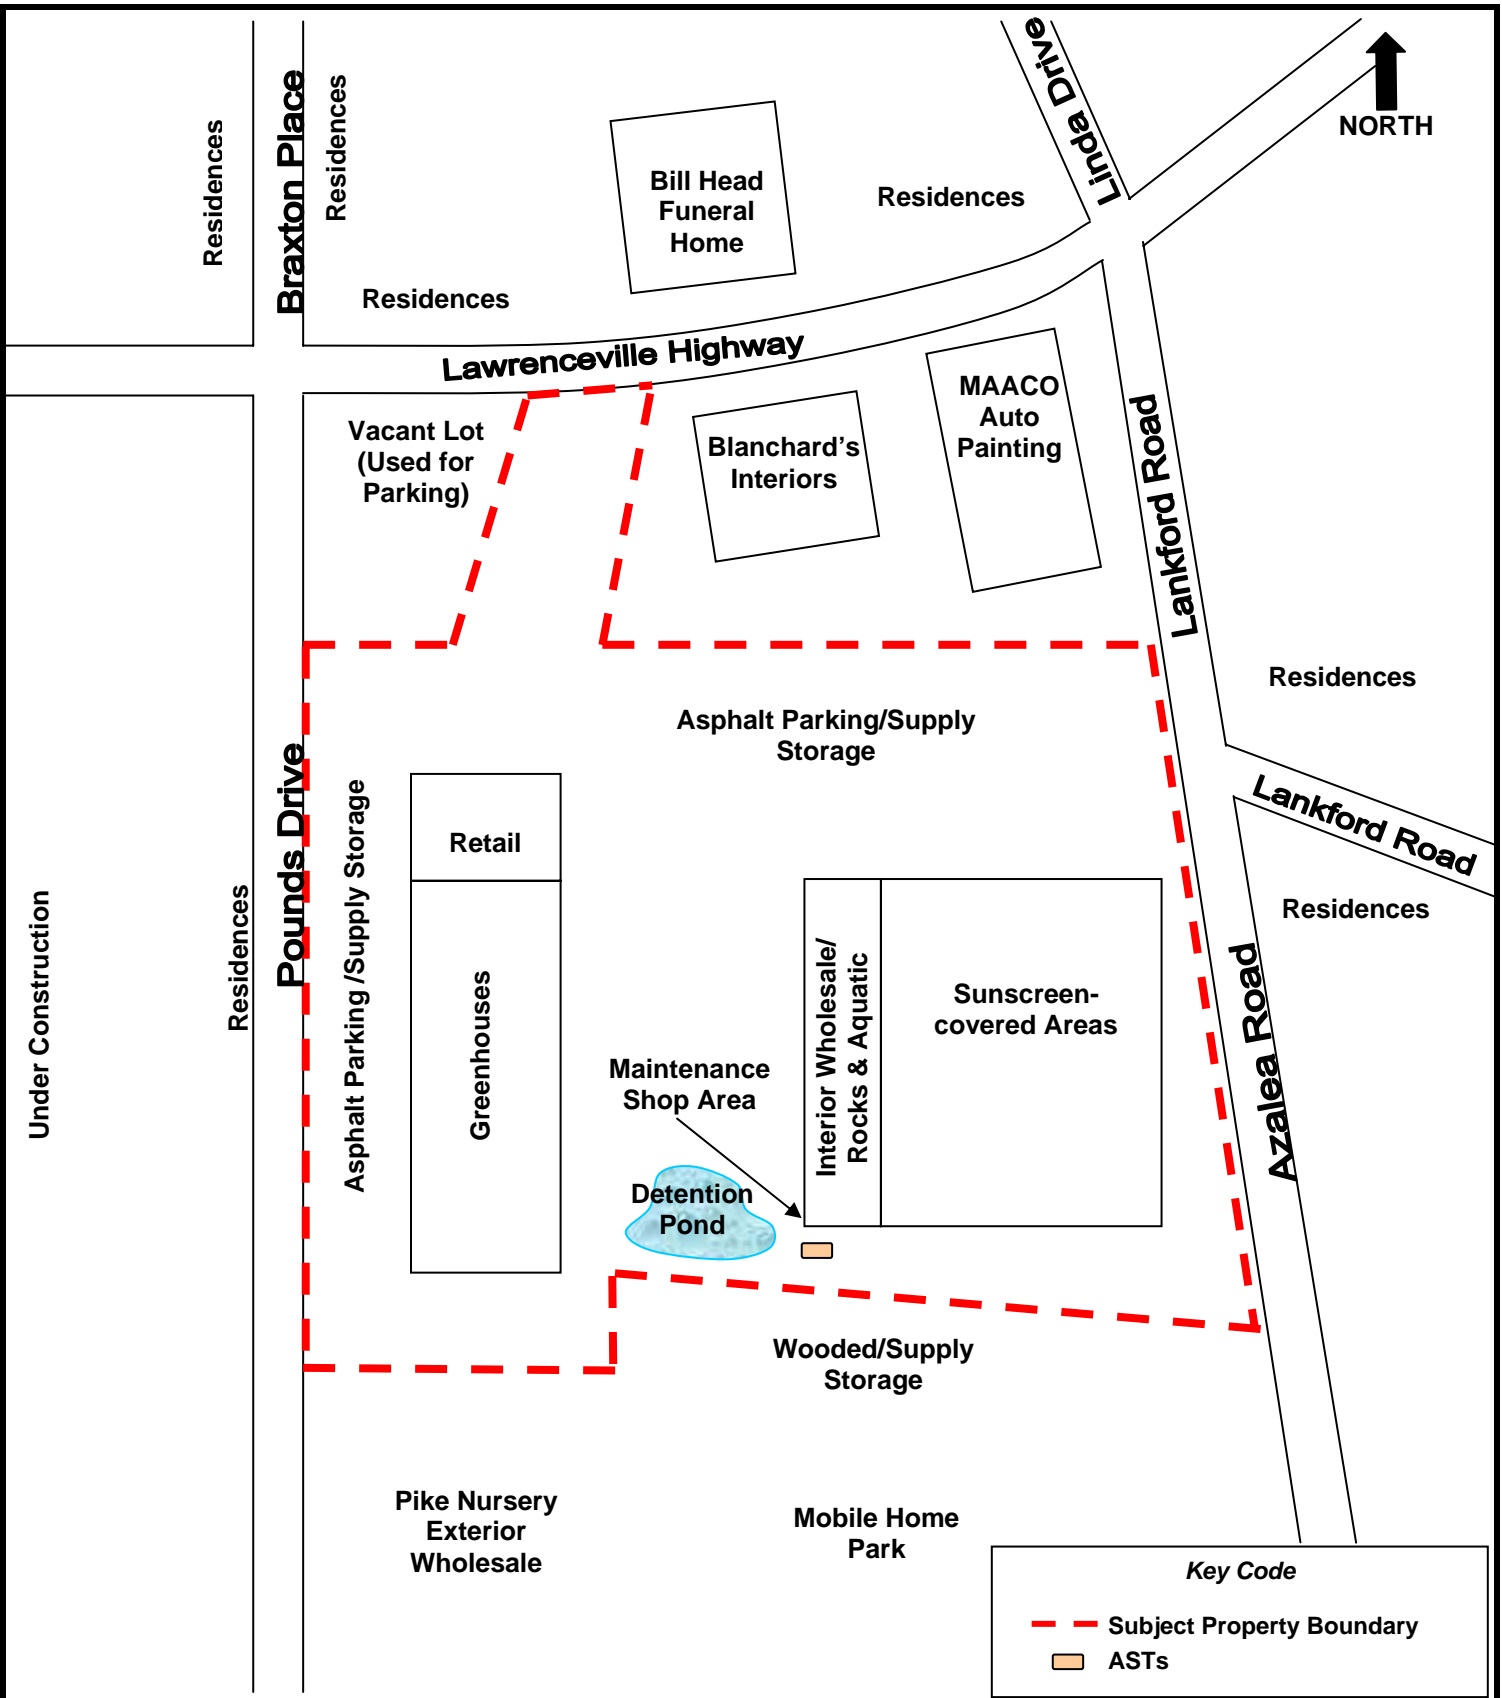 Linda Drive
NORTH
Residences
Braxton Place
Residences
Bill Head
Funeral
Home
Residences
Residences
Lawrenceville Highway
Vacant Lot
(Used for
Parking)
Blanchard's
Interiors
MAACO
Auto
Painting
Lankford Road
Residences
Asphalt Parking/Supply
Storage
Lankford Road
Residences
Under Construction
Residences
Pounds Drive
Asphalt Parking /Supply Storage
Retail
Greenhouses
Maintenance
Shop Area
Interior Wholesale/
Rocks & Aquatic
Sunscreen-
covered Areas
Azalea Road
Detention
Pond
Wooded/Supply
Storage
Pike Nursery
Exterior
Wholesale
Mobile Home
Park
Key Code
Subject Property Boundary
ASTs